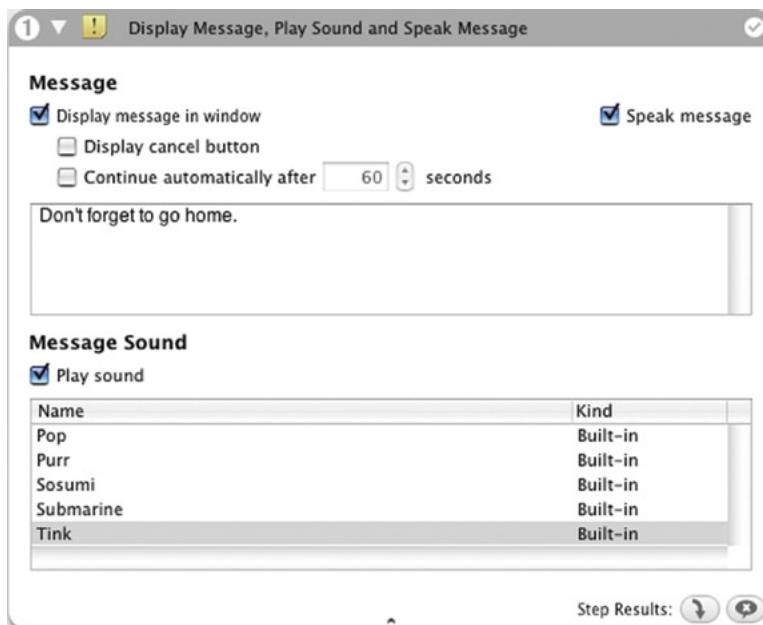 1 Display Message, Play Sound and Speak Message
Message
Display message in window Speak message
Display cancel button
Continue automatically after 60 seconds
Don't forget to go home.
Message Sound
Play sound
Name Kind
Pop Built-in
Purr Built-in
Sosumi Built-in
Submarine Built-in
Tink Built-in
Step Results: